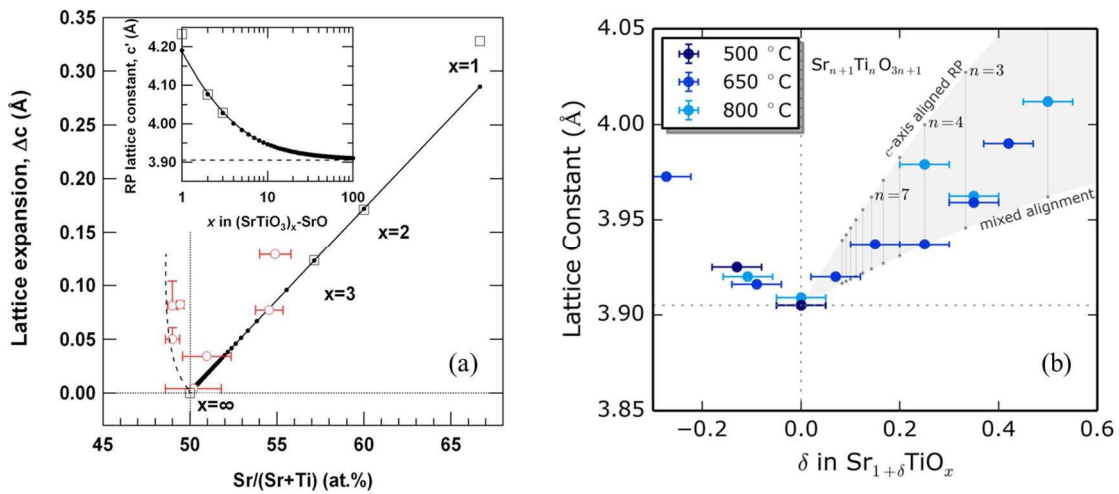 0.35
0.30
0.25
0.20
0.15
0.10
0.05
0.00
Lattice expansion, Δc (Å)
45
50
55
60
65
Sr/(Sr+Ti) (at.%)
RP lattice constant, c' (Å)
4.20
4.10
4.00
3.90
1
10
100
x in (SrTiO3)x-SrO
x=1
x=2
x=3
x=∞
(a)
4.05
4.00
3.95
3.90
3.85
Lattice Constant (Å)
500 °C
650 °C
800 °C
Srn+1TinO3n+1
c-axis aligned RP
n=3
n=4
n=7
mixed alignment
(b)
−0.2
0.0
0.2
0.4
0.6
δ in Sr1+δTiOx